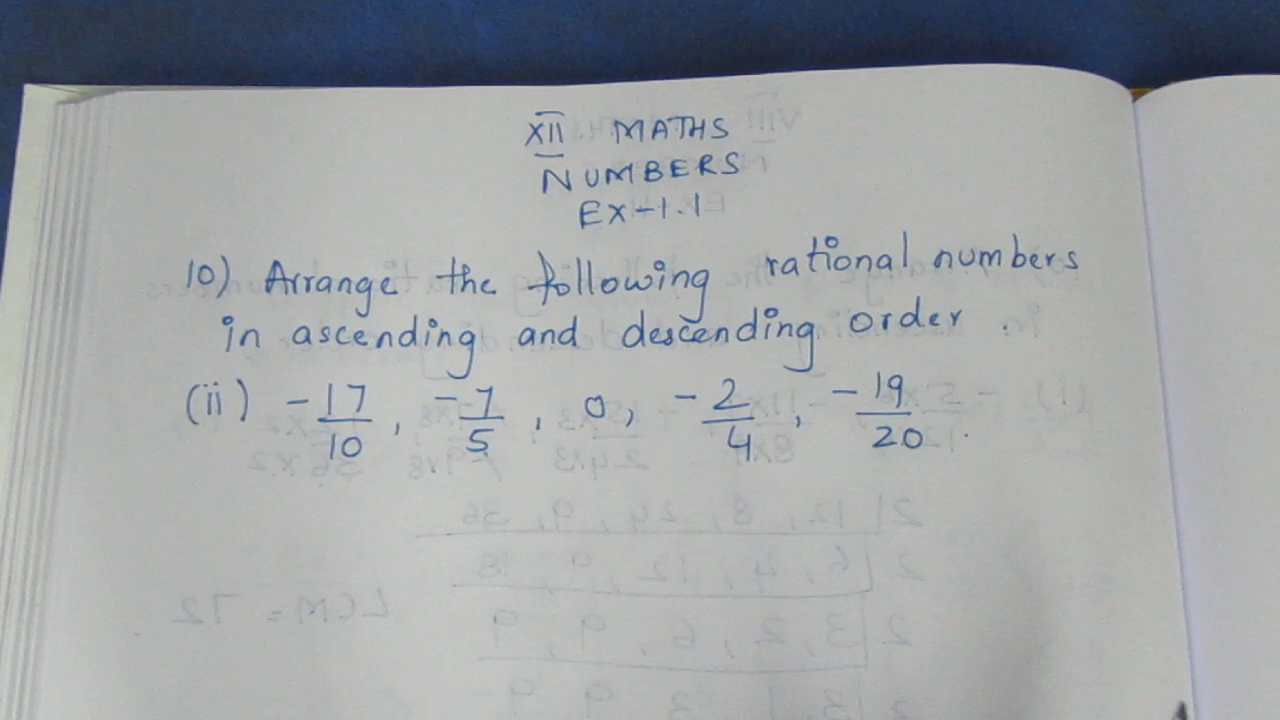 XII MATHS
NUMBERS
EX-1.1
10) Arrange the following rational numbers
in ascending and descending order.
(ii) -17/10, -7/5, 0, -2/4, -19/20.